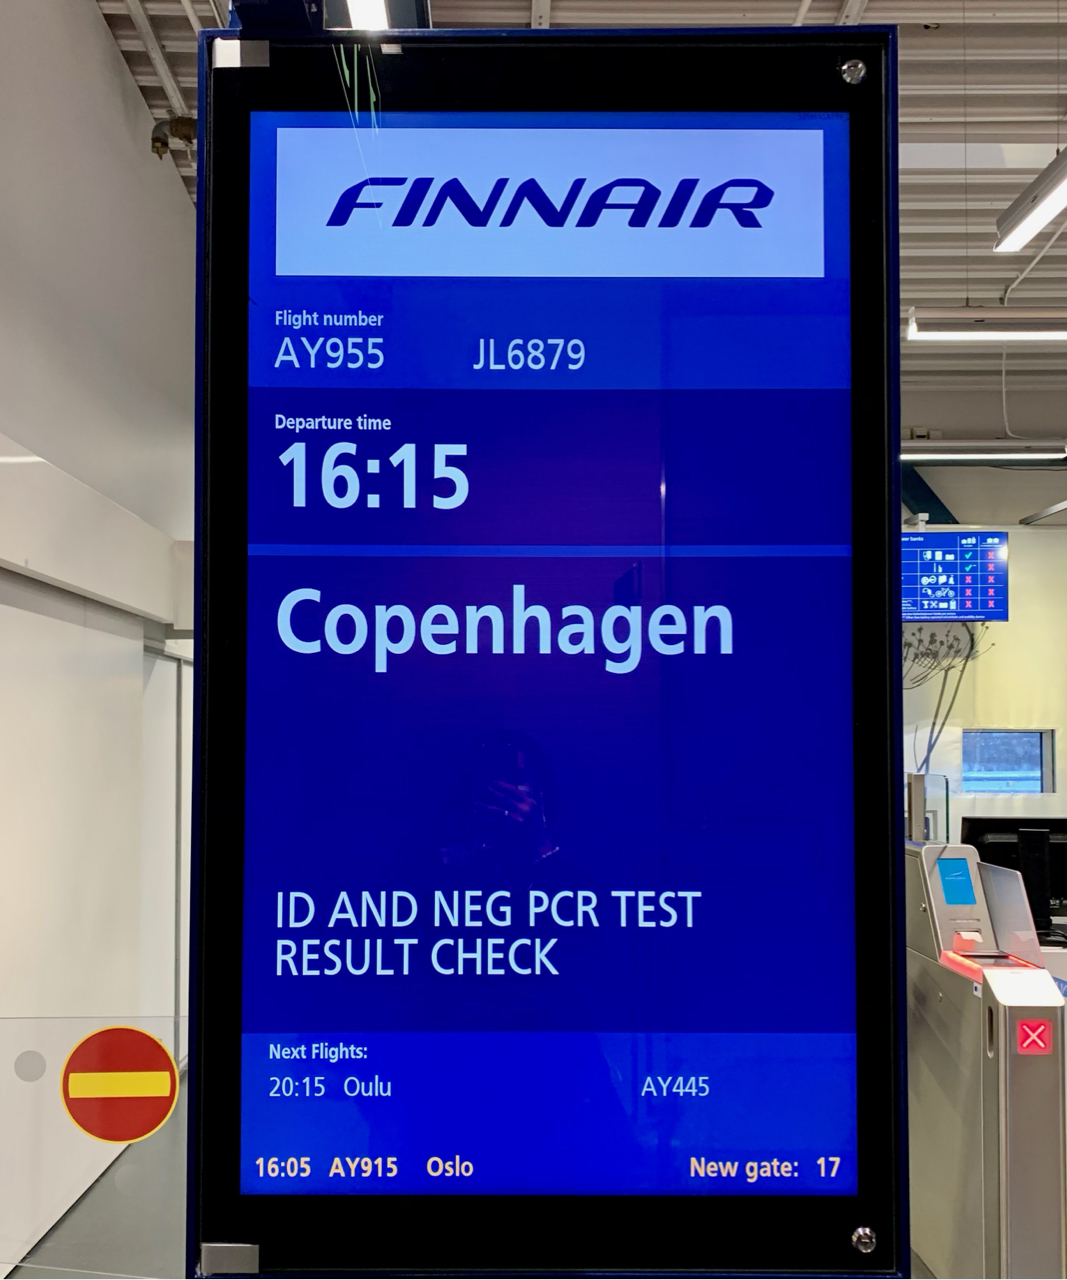 FINNAIR
Flight number
AY955 JL6879
Departure time
16:15
Copenhagen
ID AND NEG PCR TEST
RESULT CHECK
Next Flights:
20:15 Oulu AY445
16:05 AY915 Oslo New gate: 17